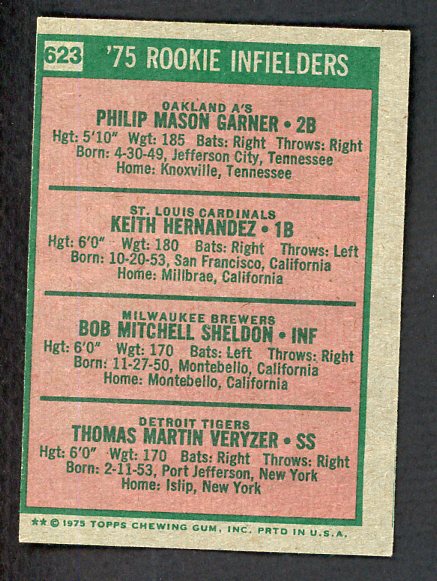 623 '75 ROOKIE INFIELDERS
OAKLAND A'S
PHILIP MASON GARNER • 2B
Hgt: 5'10" Wgt: 185 Bats: Right Throws: Right
Born: 4-30-49, Jefferson City, Tennessee
Home: Knoxville, Tennessee
ST. LOUIS CARDINALS
KEITH HERNANDEZ • 1B
Hgt: 6'0" Wgt: 180 Bats: Right Throws: Left
Born: 10-20-53, San Francisco, California
Home: Millbrae, California
MILWAUKEE BREWERS
BOB MITCHELL SHELDON • INF
Hgt: 6'0" Wgt: 170 Bats: Left Throws: Right
Born: 11-27-50, Montebello, California
Home: Montebello, California
DETROIT TIGERS
THOMAS MARTIN VERYZER • SS
Hgt: 6'0" Wgt: 170 Bats: Right Throws: Right
Born: 2-11-53, Port Jefferson, New York
Home: Islip, New York
** © 1975 TOPPS CHEWING GUM, INC. PRTD IN U.S.A.